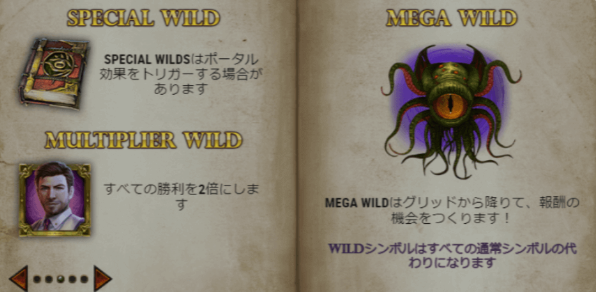 SPECIAL WILD
SPECIAL WILDSはポータル
効果をトリガーする場合が
あります
MULTIPLIER WILD
すべての勝利を2倍にしま
す
MEGA WILD
MEGA WILDはグリッドから降りて、報酬の
機会をつくります！
WILDシンボルはすべての通常シンボルの代
わりになります